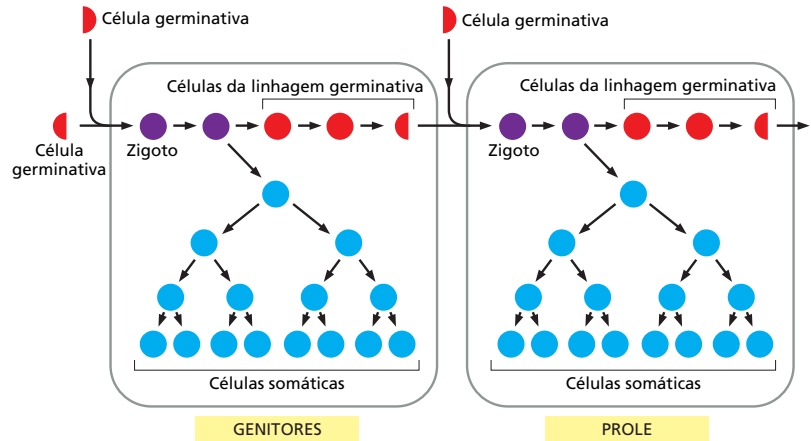 Célula germinativa
Célula germinativa
Células da linhagem germinativa
Células da linhagem germinativa
Célula
germinativa
Zigoto
Zigoto
Células somáticas
Células somáticas
GENITORES
PROLE